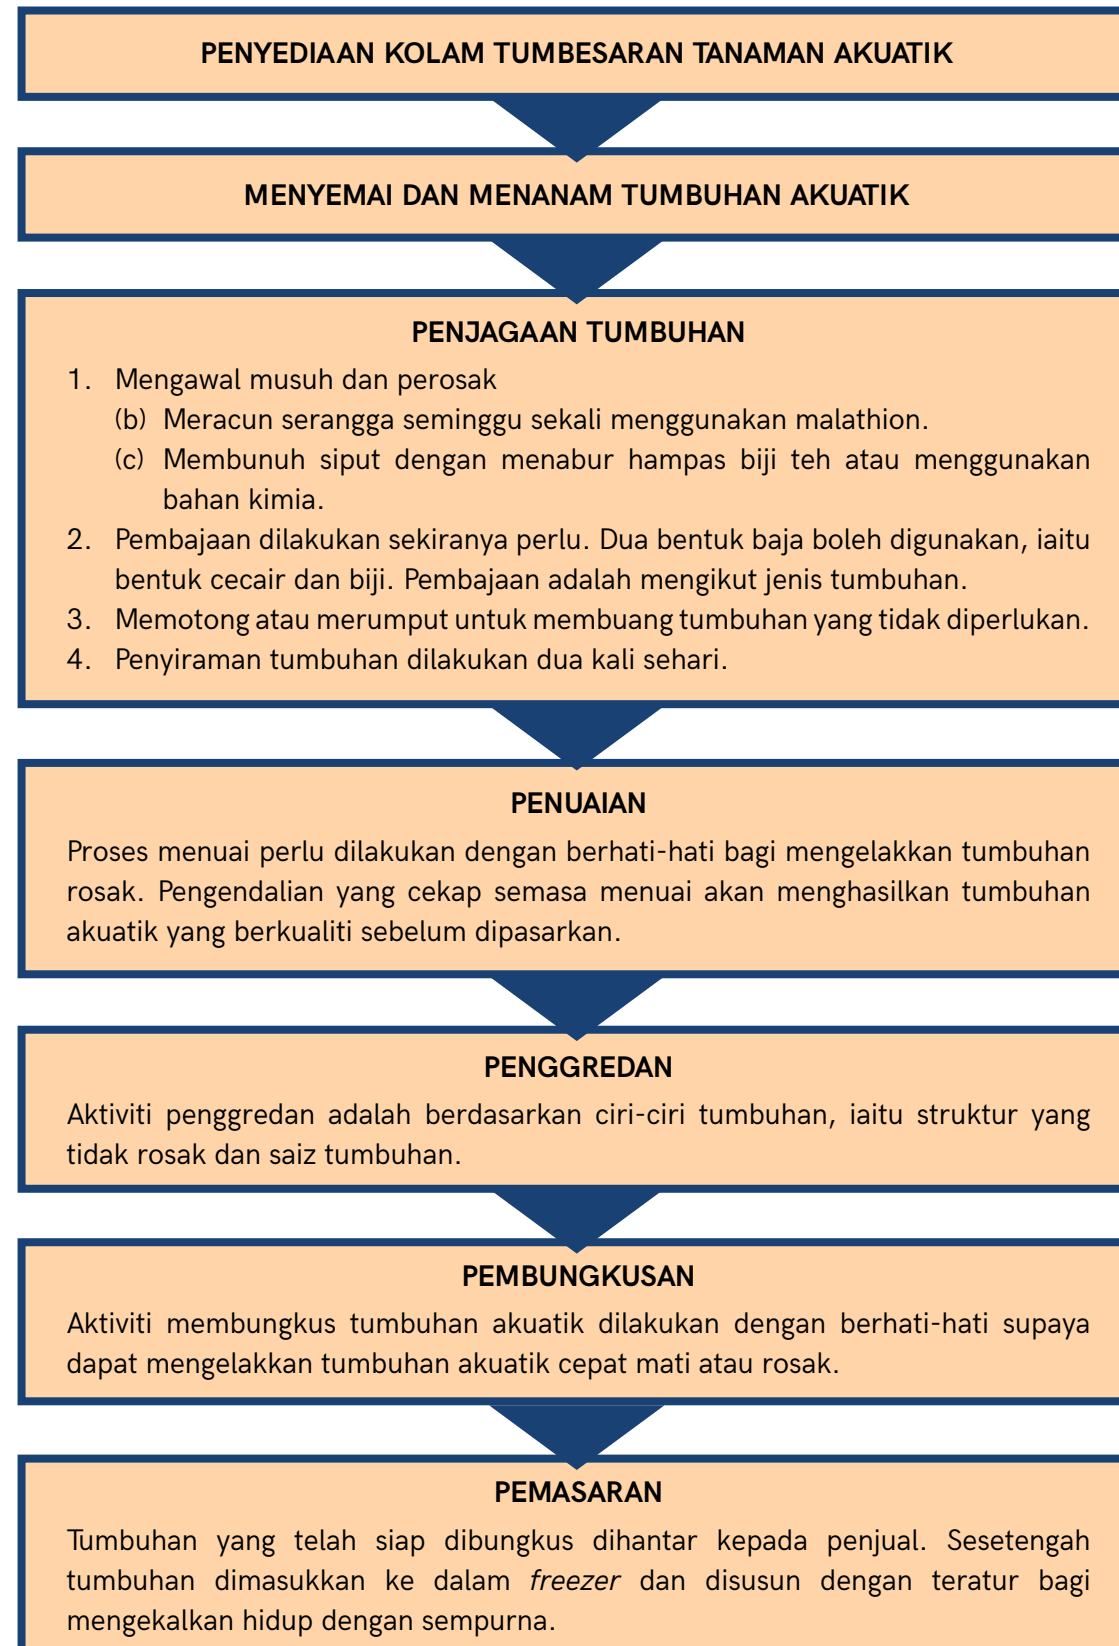 PENYEDIAAN KOLAM TUMBESARAN TANAMAN AKUATIK
MENYEMAI DAN MENANAM TUMBUHAN AKUATIK
PENJAGAAN TUMBUHAN
1. Mengawal musuh dan perosak
(b) Meracun serangga seminggu sekali menggunakan malathion.
(c) Membunuh siput dengan menabur hampas biji teh atau menggunakan
bahan kimia.
2. Pembajaan dilakukan sekiranya perlu. Dua bentuk baja boleh digunakan, iaitu
bentuk cecair dan biji. Pembajaan adalah mengikut jenis tumbuhan.
3. Memotong atau merumput untuk membuang tumbuhan yang tidak diperlukan.
4. Penyiraman tumbuhan dilakukan dua kali sehari.
PENUAIAN
Proses menuai perlu dilakukan dengan berhati-hati bagi mengelakkan tumbuhan
rosak. Pengendalian yang cekap semasa menuai akan menghasilkan tumbuhan
akuatik yang berkualiti sebelum dipasarkan.
PENGGREDAN
Aktiviti penggredan adalah berdasarkan ciri-ciri tumbuhan, iaitu struktur yang
tidak rosak dan saiz tumbuhan.
PEMBUNGKUSAN
Aktiviti membungkus tumbuhan akuatik dilakukan dengan berhati-hati supaya
dapat mengelakkan tumbuhan akuatik cepat mati atau rosak.
PEMASARAN
Tumbuhan yang telah siap dibungkus dihantar kepada penjual. Sesetengah
tumbuhan dimasukkan ke dalam freezer dan disusun dengan teratur bagi
mengekalkan hidup dengan sempurna.